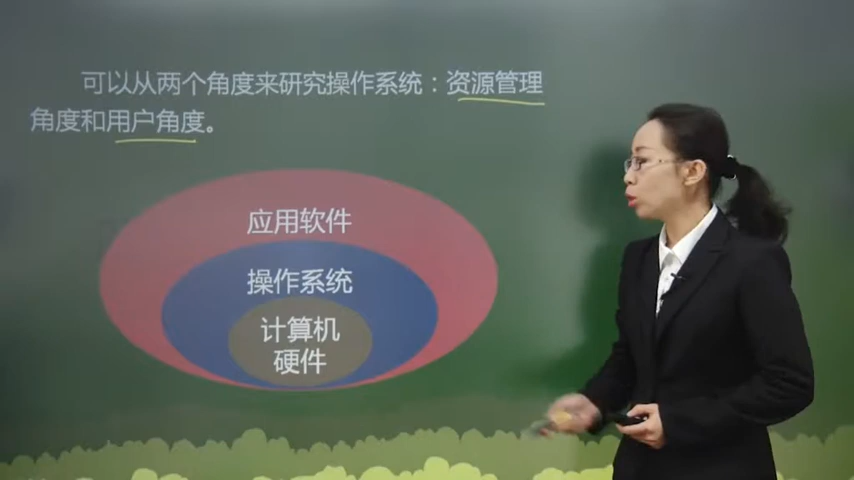 可以从两个角度来研究操作系统：资源管理
角度和用户角度。
应用软件
操作系统
计算机
硬件